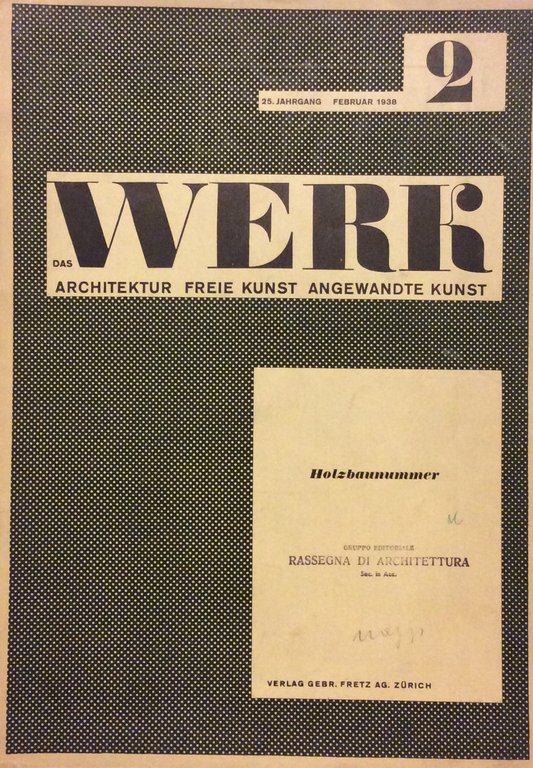 2
25. JAHRGANG FEBRUAR 1938
DAS WERK
ARCHITEKTUR FREIE KUNST ANGEWANDTE KUNST
Holzbaunummer
GRUPPO EDITORIALE
RASSEGNA DI ARCHITETTURA
Soc. in Acc.
VERLAG GEBR. FRETZ AG. ZÜRICH